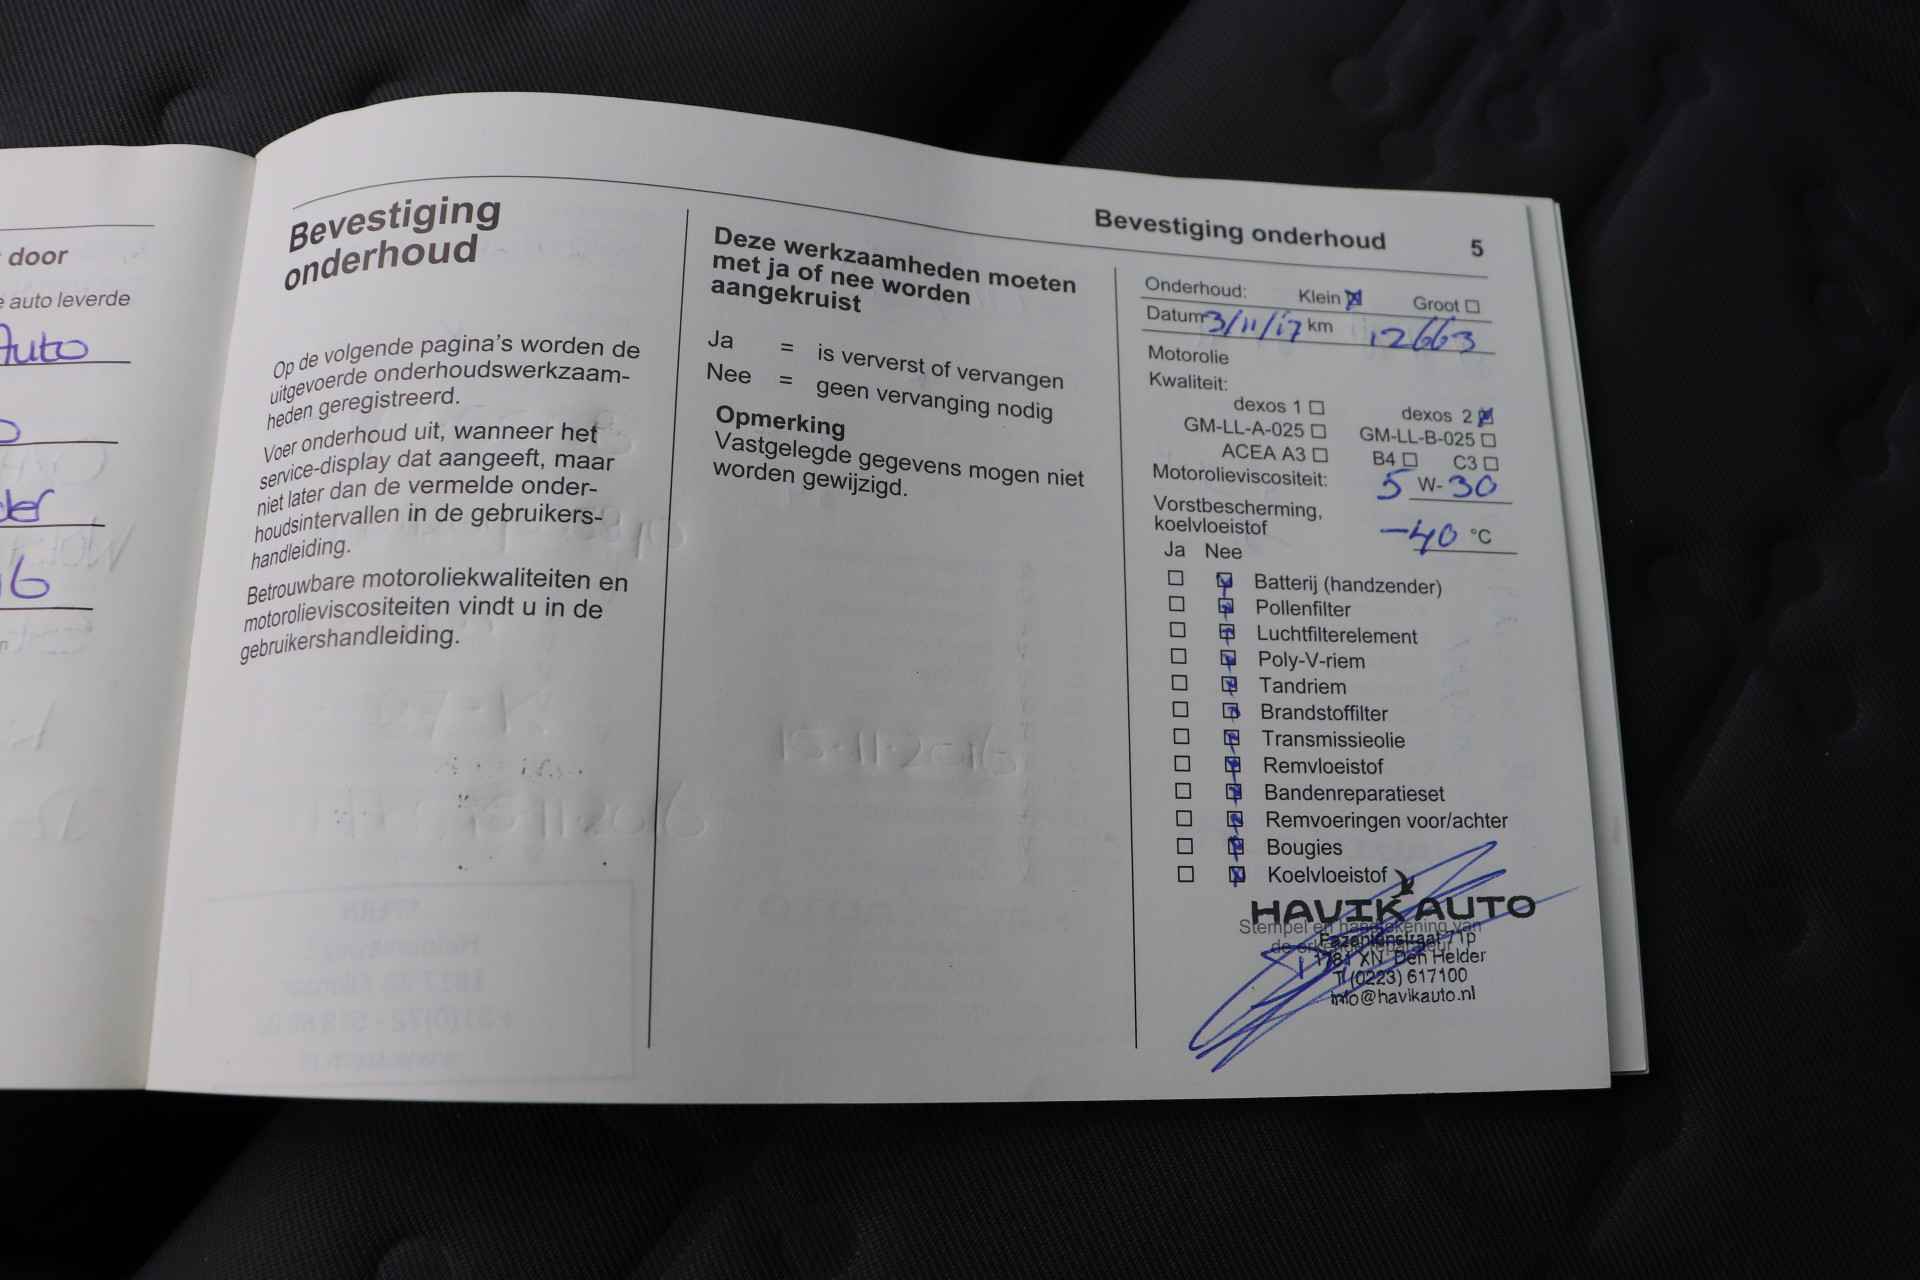 door
auto leverde
Auto
Bevestiging
onderhoud
Op de volgende pagina's worden de
uitgevoerde onderhoudswerkzaam-
heden geregistreerd.
Voer onderhoud uit, wanneer het
service-display dat aangeeft, maar
niet later dan de vermelde onder-
houdsintervallen in de gebruikers-
handleiding.
Betrouwbare motoroliekwaliteiten en
motorolieviscositeiten vindt u in de
gebruikershandleiding.
Deze werkzaamheden moeten
met ja of nee worden
aangekruist
Ja = is ververst of vervangen
Nee = geen vervanging nodig
Opmerking
Vastgelegde gegevens mogen niet
worden gewijzigd.
Bevestiging onderhoud 5
Onderhoud: Klein Groot
Datum 3/11/17 km 12663
Motorolie
Kwaliteit:
dexos 1 dexos 2
GM-LL-A-025 GM-LL-B-025
ACEA A3 B4 C3
Motorolieviscositeit: 5 W- 30
Vorstbescherming,
koelvloeistof -40 °C
Ja Nee
Batterij (handzender)
Pollenfilter
Luchtfilterelement
Poly-V-riem
Tandriem
Brandstoffilter
Transmissieolie
Remvloeistof
Bandenreparatieset
Remvoeringen voor/achter
Bougies
Koelvloeistof
HAVIK AUTO
Stempel en handtekening van
1781 XN Den Helder
T (0223) 617100
info@havikauto.nl